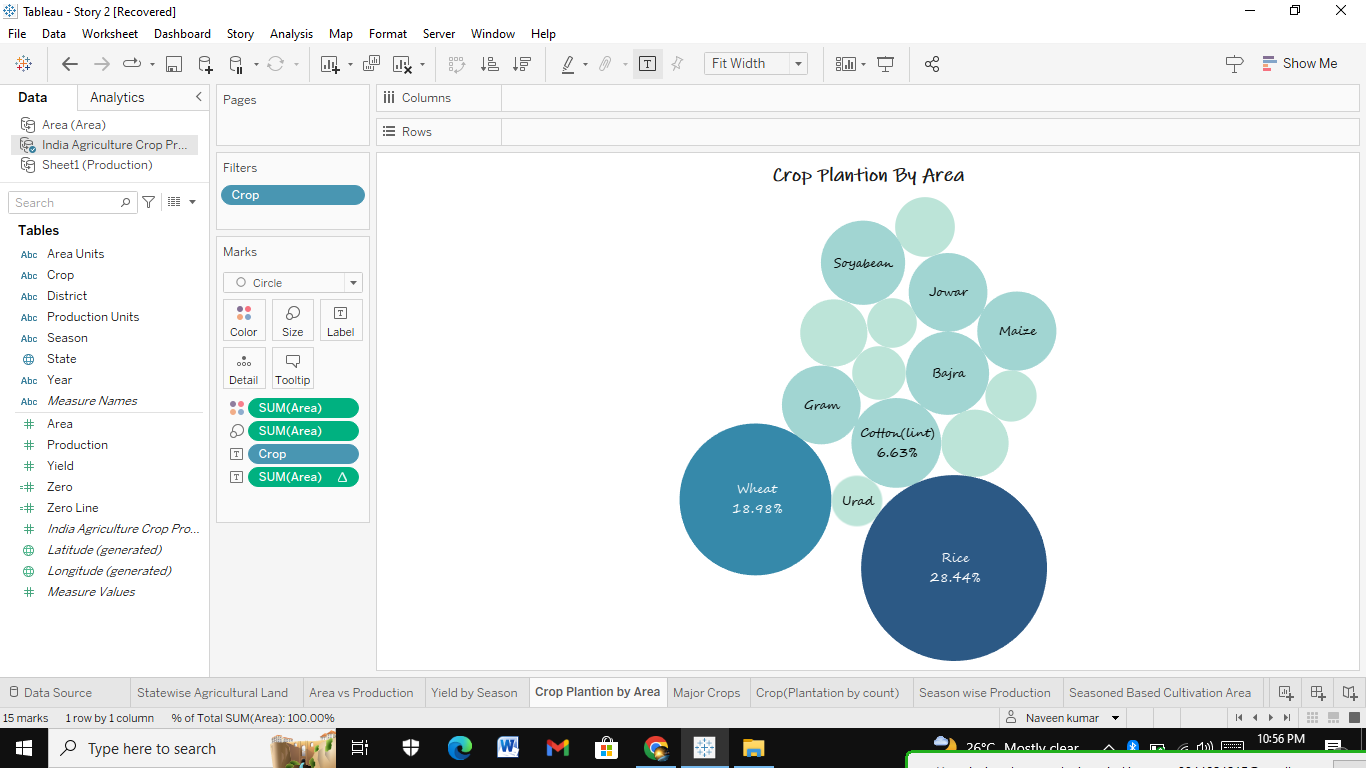 Tableau - Story 2 [Recovered]
File Data Worksheet Dashboard Story Analysis Map Format Server Window Help
Fit Width
Show Me
Data Analytics
Area (Area)
India Agriculture Crop Pr...
Sheet1 (Production)
Search
Tables
Abc Area Units
Abc Crop
Abc District
Abc Production Units
Abc Season
State
Abc Year
Abc Measure Names
# Area
# Production
# Yield
=# Zero
=# Zero Line
# India Agriculture Crop Pro...
Latitude (generated)
Longitude (generated)
# Measure Values
Pages
Filters
Crop
Marks
Circle
Color Size Label
Detail Tooltip
SUM(Area)
SUM(Area)
Crop
SUM(Area) Δ
Columns
Rows
Crop Plantion By Area
Soyabean
Jowar
Maize
Bajra
Gram
Cotton(lint)
6.63%
Wheat
18.98%
Urad
Rice
28.44%
Data Source Statewise Agricultural Land Area vs Production Yield by Season Crop Plantion by Area Major Crops Crop(Plantation by count) Season wise Production Seasoned Based Cultivation Area
15 marks 1 row by 1 column % of Total SUM(Area): 100.00%
Naveen kumar
Type here to search
26°C Mostly clear
10:56 PM